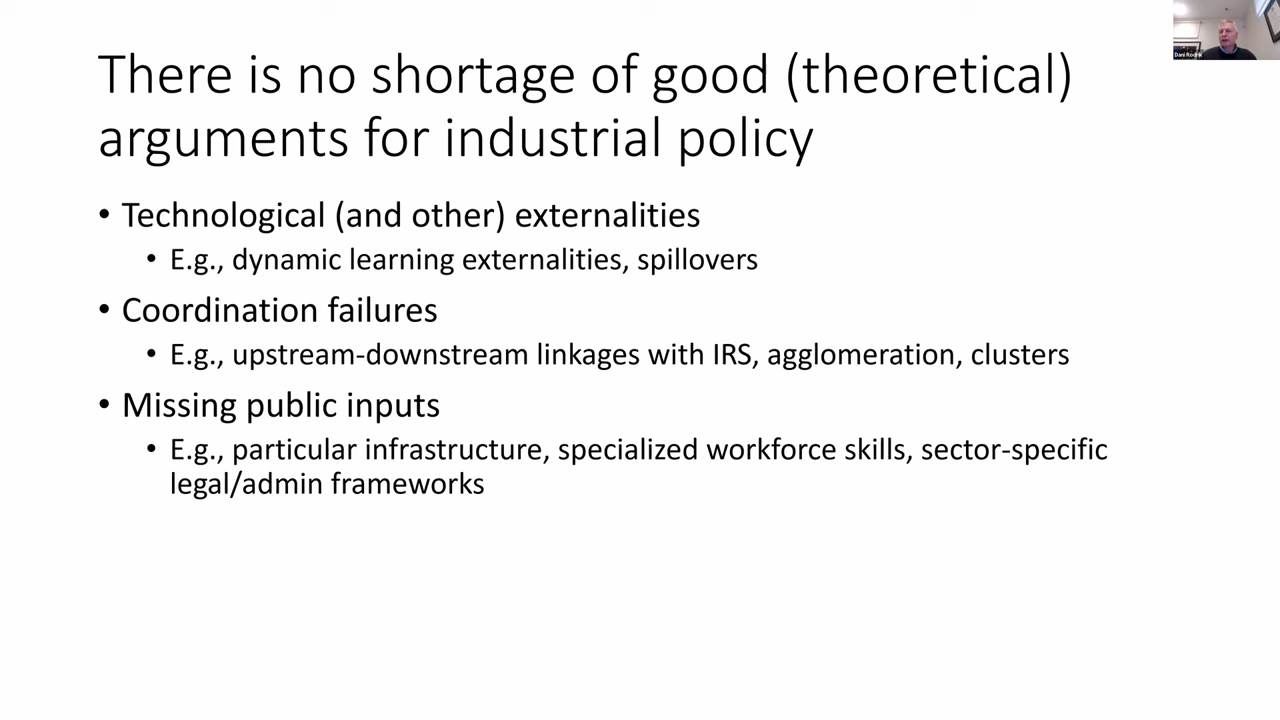 There is no shortage of good (theoretical)
arguments for industrial policy
• Technological (and other) externalities
• E.g., dynamic learning externalities, spillovers
• Coordination failures
• E.g., upstream-downstream linkages with IRS, agglomeration, clusters
• Missing public inputs
• E.g., particular infrastructure, specialized workforce skills, sector-specific
legal/admin frameworks
Dani Rodrik